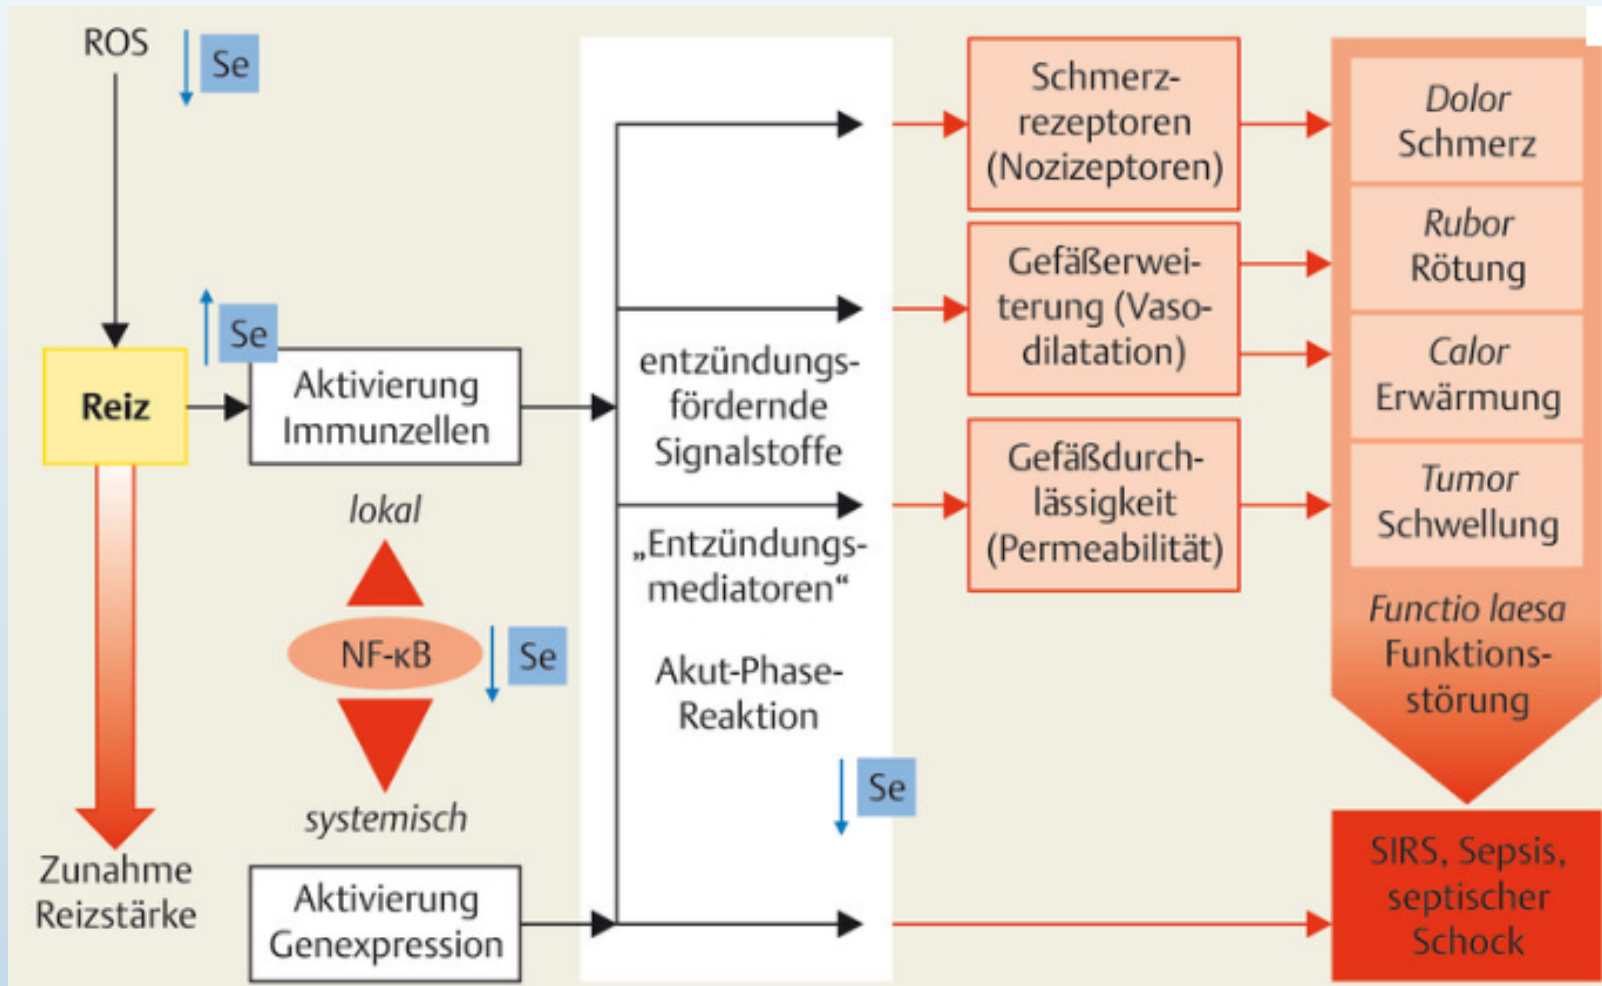 ROS
Se
Se
Reiz
Aktivierung
Immunzellen
lokal
NF-κB
Se
systemisch
Zunahme
Reizstärke
Aktivierung
Genexpression
entzündungs-
fördernde
Signalstoffe
„Entzündungs-
mediatoren“
Akut-Phase-
Reaktion
Se
Schmerz-
rezeptoren
(Nozizeptoren)
Gefäßerwei-
terung (Vaso-
dilatation)
Gefäßdurch-
lässigkeit
(Permeabilität)
Dolor
Schmerz
Rubor
Rötung
Calor
Erwärmung
Tumor
Schwellung
Functio laesa
Funktions-
störung
SIRS, Sepsis,
septischer
Schock